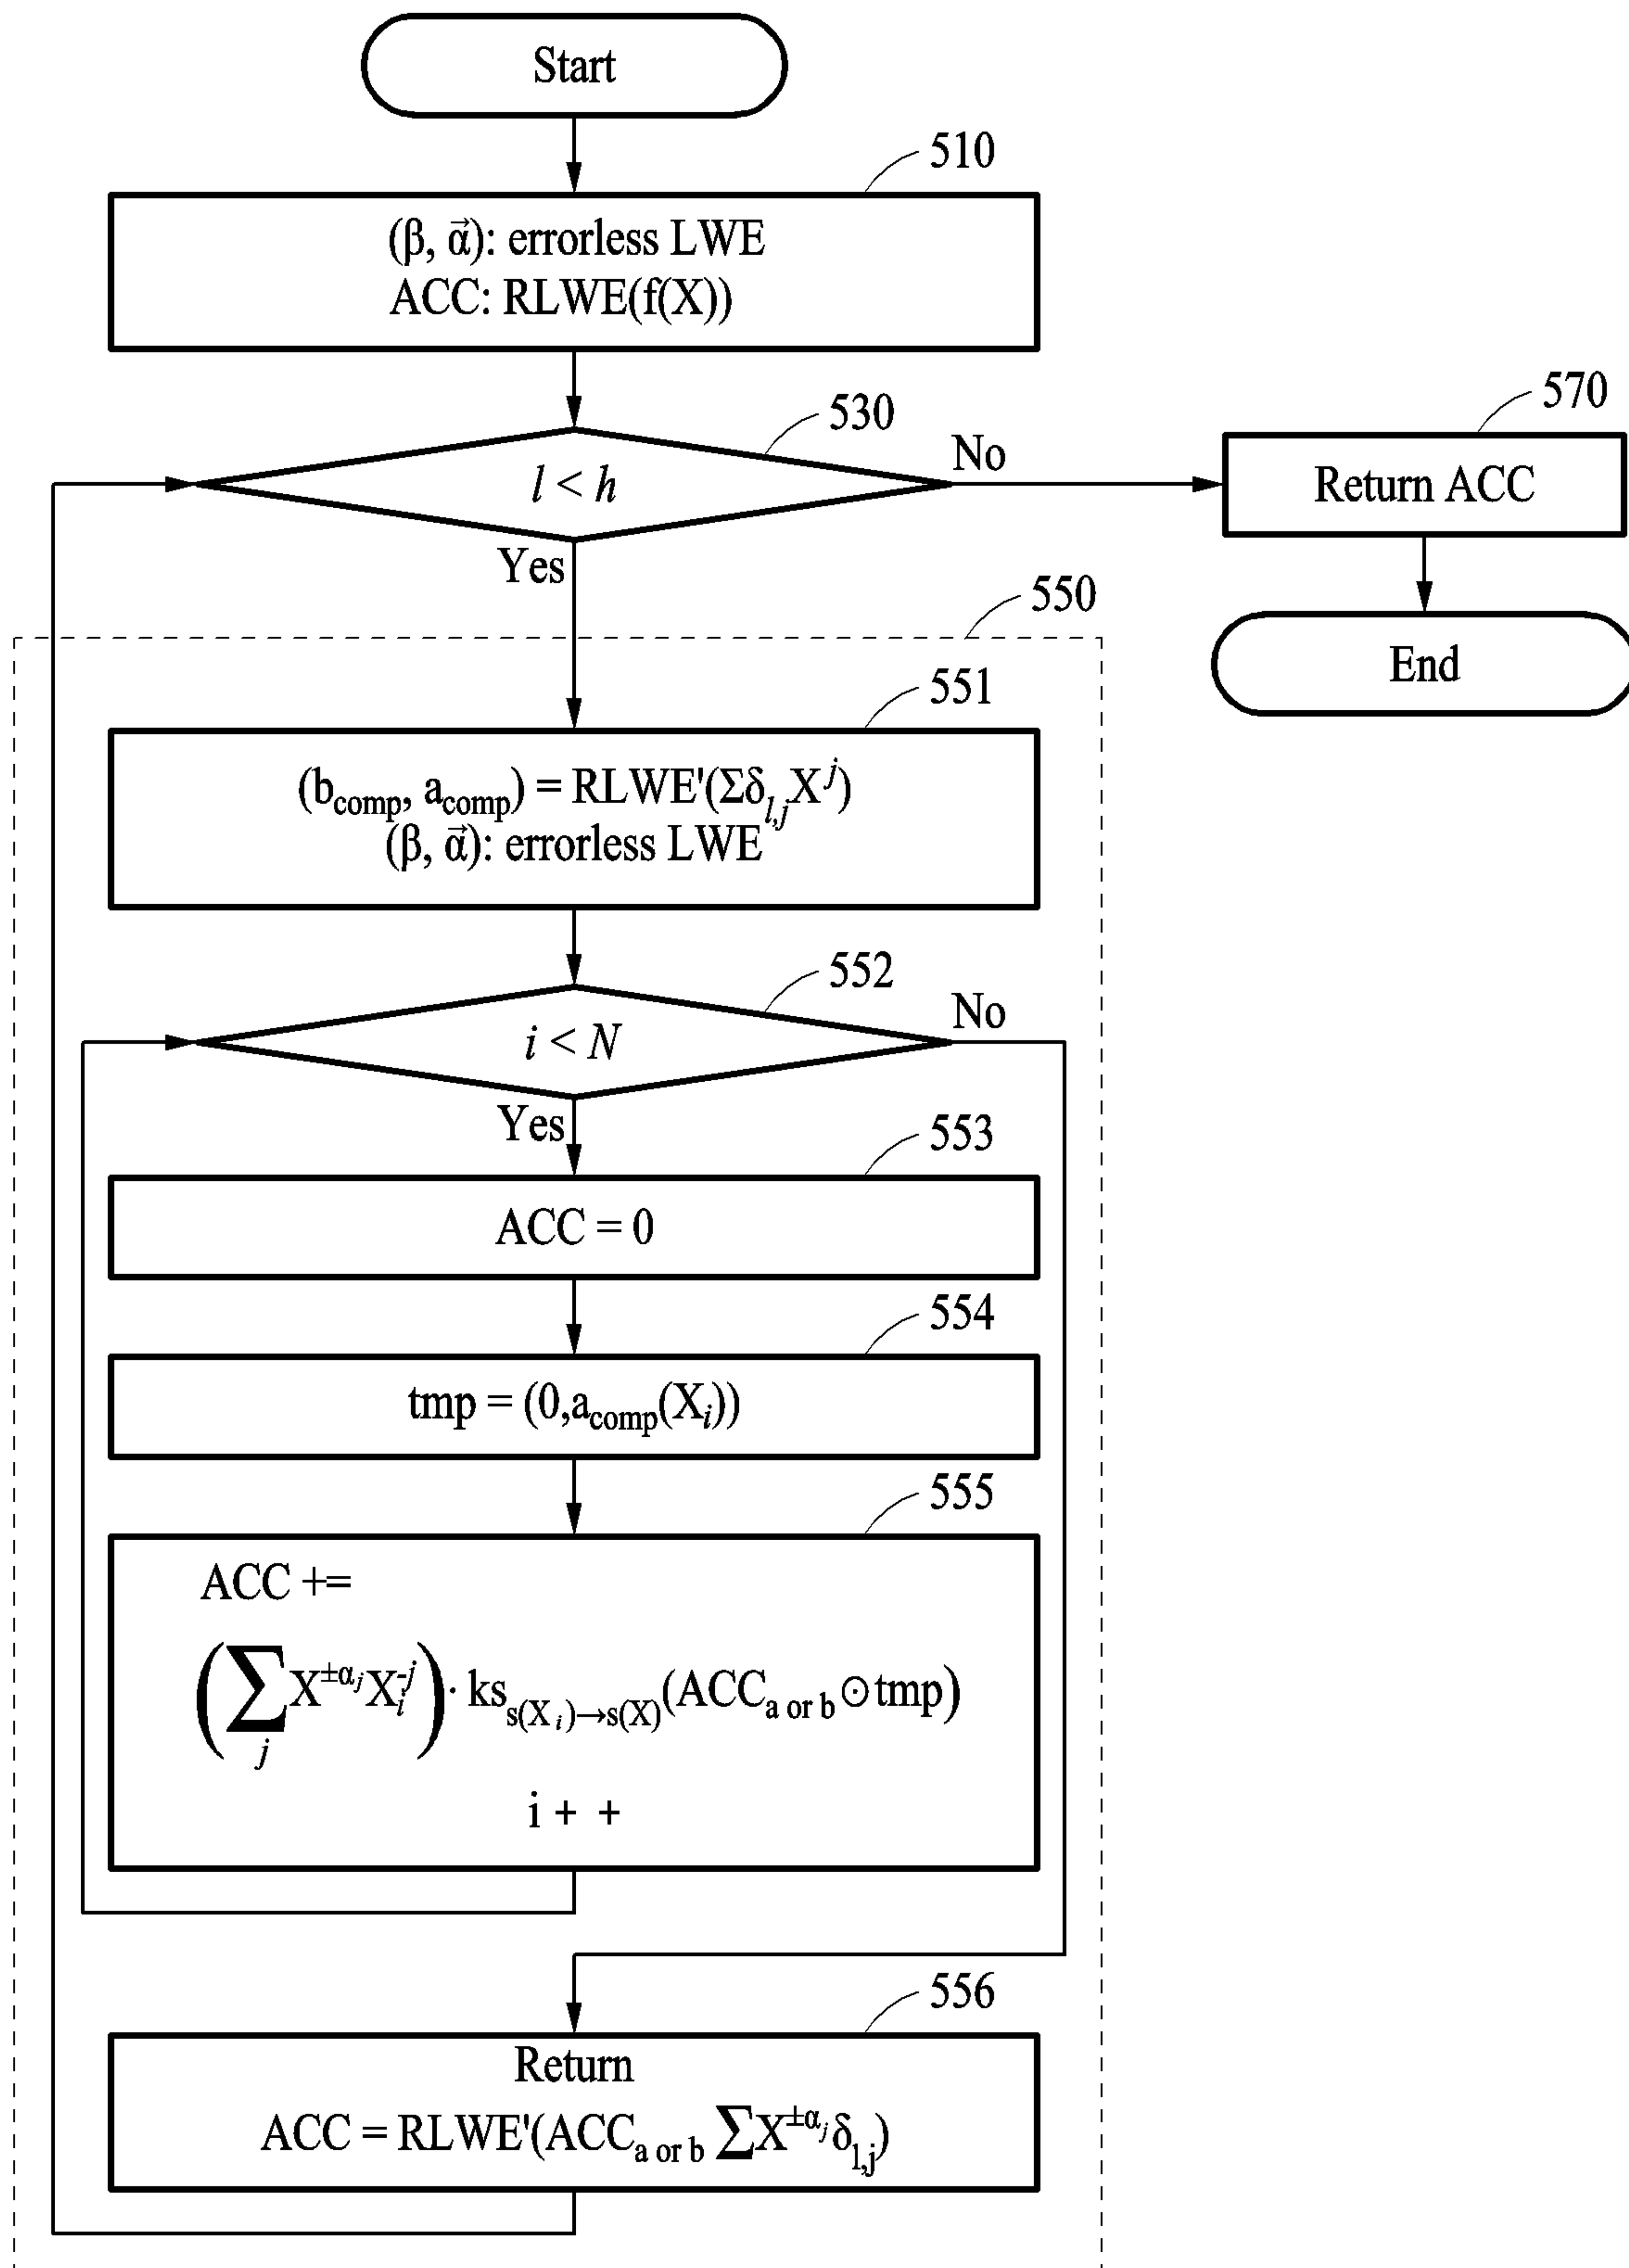 Start
510
(β, α⃗): errorless LWE
ACC: RLWE(f(X))
530
l < h
No
Yes
570
Return ACC
End
550
551
(b_comp, a_comp) = RLWE'(Σδ_l,j X^j)
(β, α⃗): errorless LWE
552
i < N
No
Yes
553
ACC = 0
554
tmp = (0,a_comp(X_i))
555
ACC +=
(∑_j X^±α_j X_i^-j) · ks_s(X_i)→s(X)(ACC_a or b ⊙ tmp)
i + +
556
Return
ACC = RLWE'(ACC_a or b ∑X^±α_j δ_l,j)